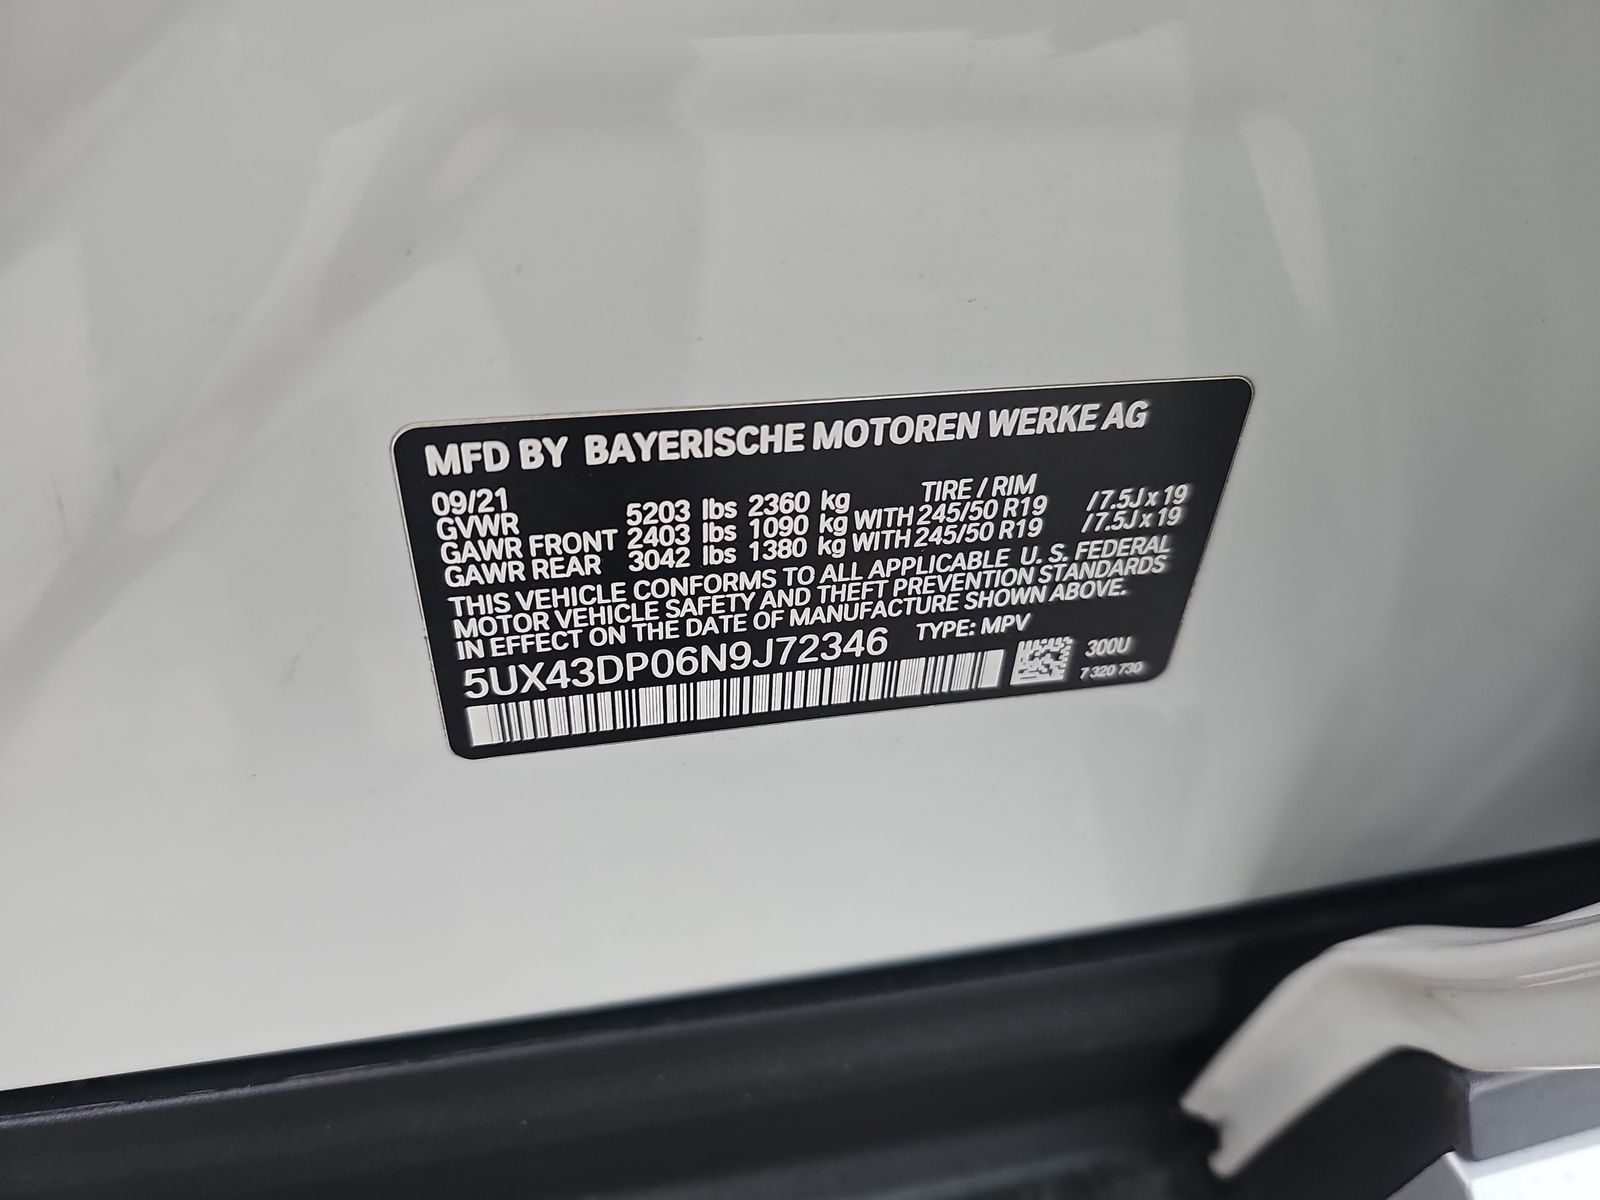 MFD BY BAYERISCHE MOTOREN WERKE AG
09/21 TIRE / RIM
GVWR 5203 lbs 2360 kg
GAWR FRONT 2403 lbs 1090 kg WITH 245/50 R19 /7.5J x 19
GAWR REAR 3042 lbs 1380 kg WITH 245/50 R19 /7.5J x 19
THIS VEHICLE CONFORMS TO ALL APPLICABLE U. S. FEDERAL
MOTOR VEHICLE SAFETY AND THEFT PREVENTION STANDARDS
IN EFFECT ON THE DATE OF MANUFACTURE SHOWN ABOVE.
5UX43DP06N9J72346 TYPE: MPV
300U
7 320 730